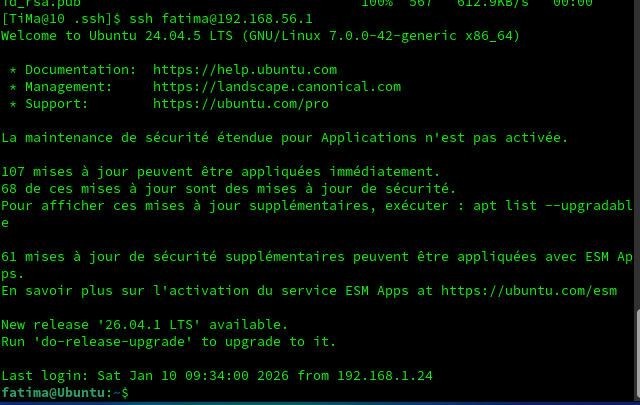 id_rsa.pub 100% 567 612.9KB/s 00:00
[TiMa@10 .ssh]$ ssh fatima@192.168.56.1
Welcome to Ubuntu 24.04.5 LTS (GNU/Linux 7.0.0-42-generic x86_64)
* Documentation: https://help.ubuntu.com
* Management: https://landscape.canonical.com
* Support: https://ubuntu.com/pro
La maintenance de sécurité étendue pour Applications n'est pas activée.
107 mises à jour peuvent être appliquées immédiatement.
68 de ces mises à jour sont des mises à jour de sécurité.
Pour afficher ces mises à jour supplémentaires, exécuter : apt list --upgradabl
e
61 mises à jour de sécurité supplémentaires peuvent être appliquées avec ESM Ap
ps.
En savoir plus sur l'activation du service ESM Apps at https://ubuntu.com/esm
New release '26.04.1 LTS' available.
Run 'do-release-upgrade' to upgrade to it.
Last login: Sat Jan 10 09:34:00 2026 from 192.168.1.24
fatima@Ubuntu:~$